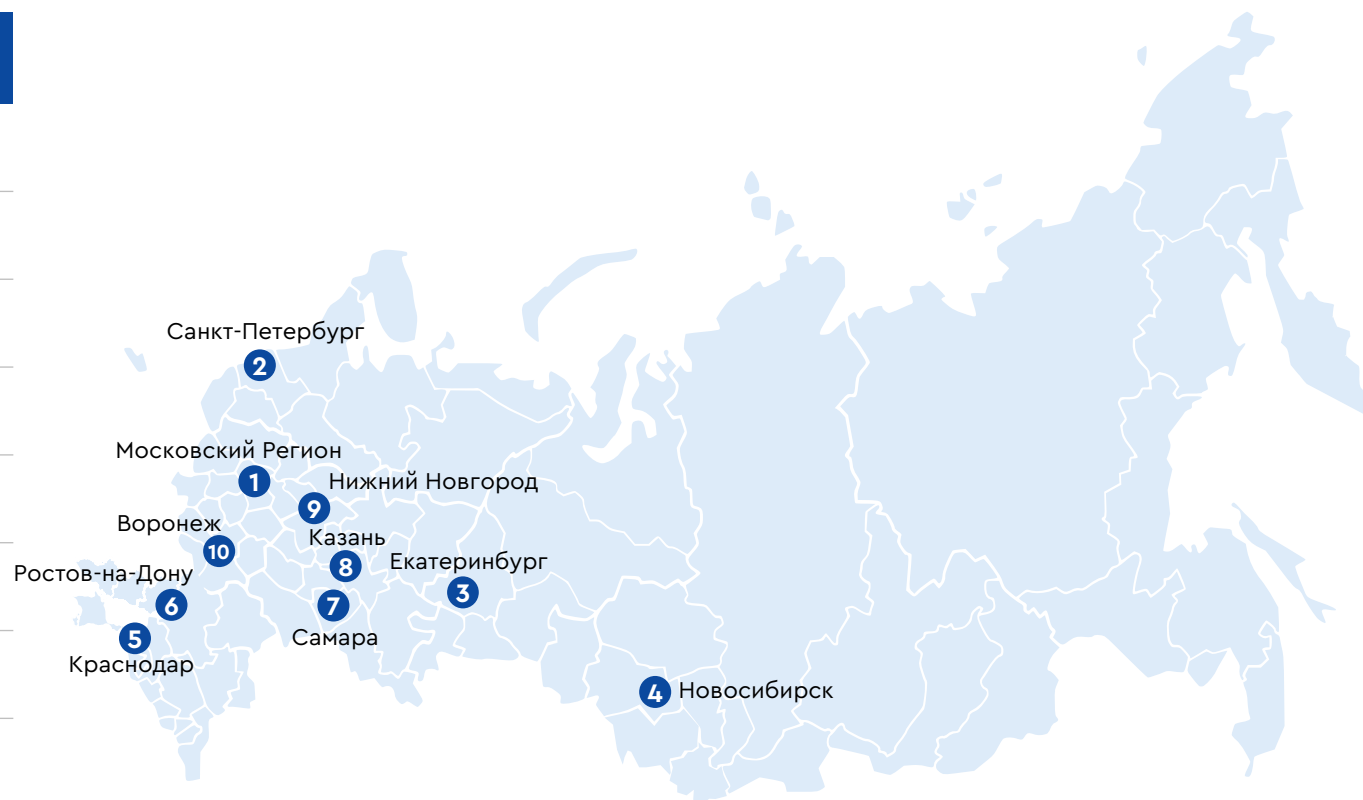 Санкт-Петербург
2
Московский Регион
1
Нижний Новгород
9
Воронеж
10
Казань
8
Екатеринбург
3
Ростов-на-Дону
6
7
Самара
5
Краснодар
4 Новосибирск